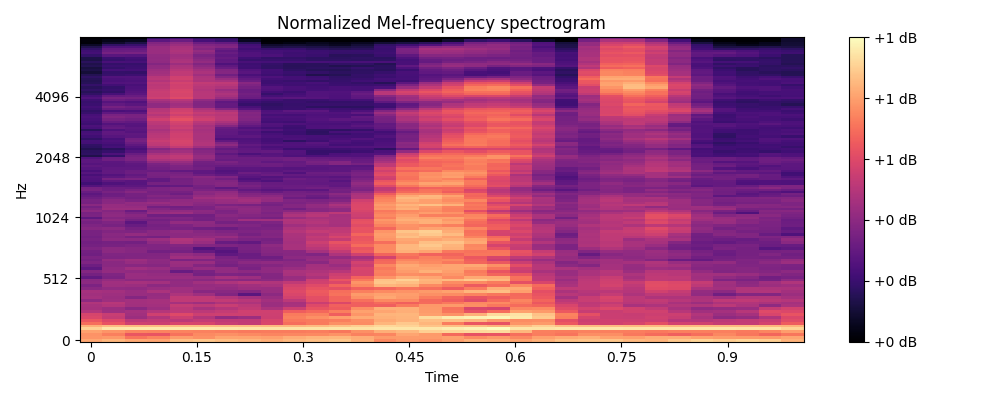 Normalized Mel-frequency spectrogram
Hz
4096
2048
1024
512
0
0 0.15 0.3 0.45 0.6 0.75 0.9
Time
+1 dB
+1 dB
+1 dB
+0 dB
+0 dB
+0 dB